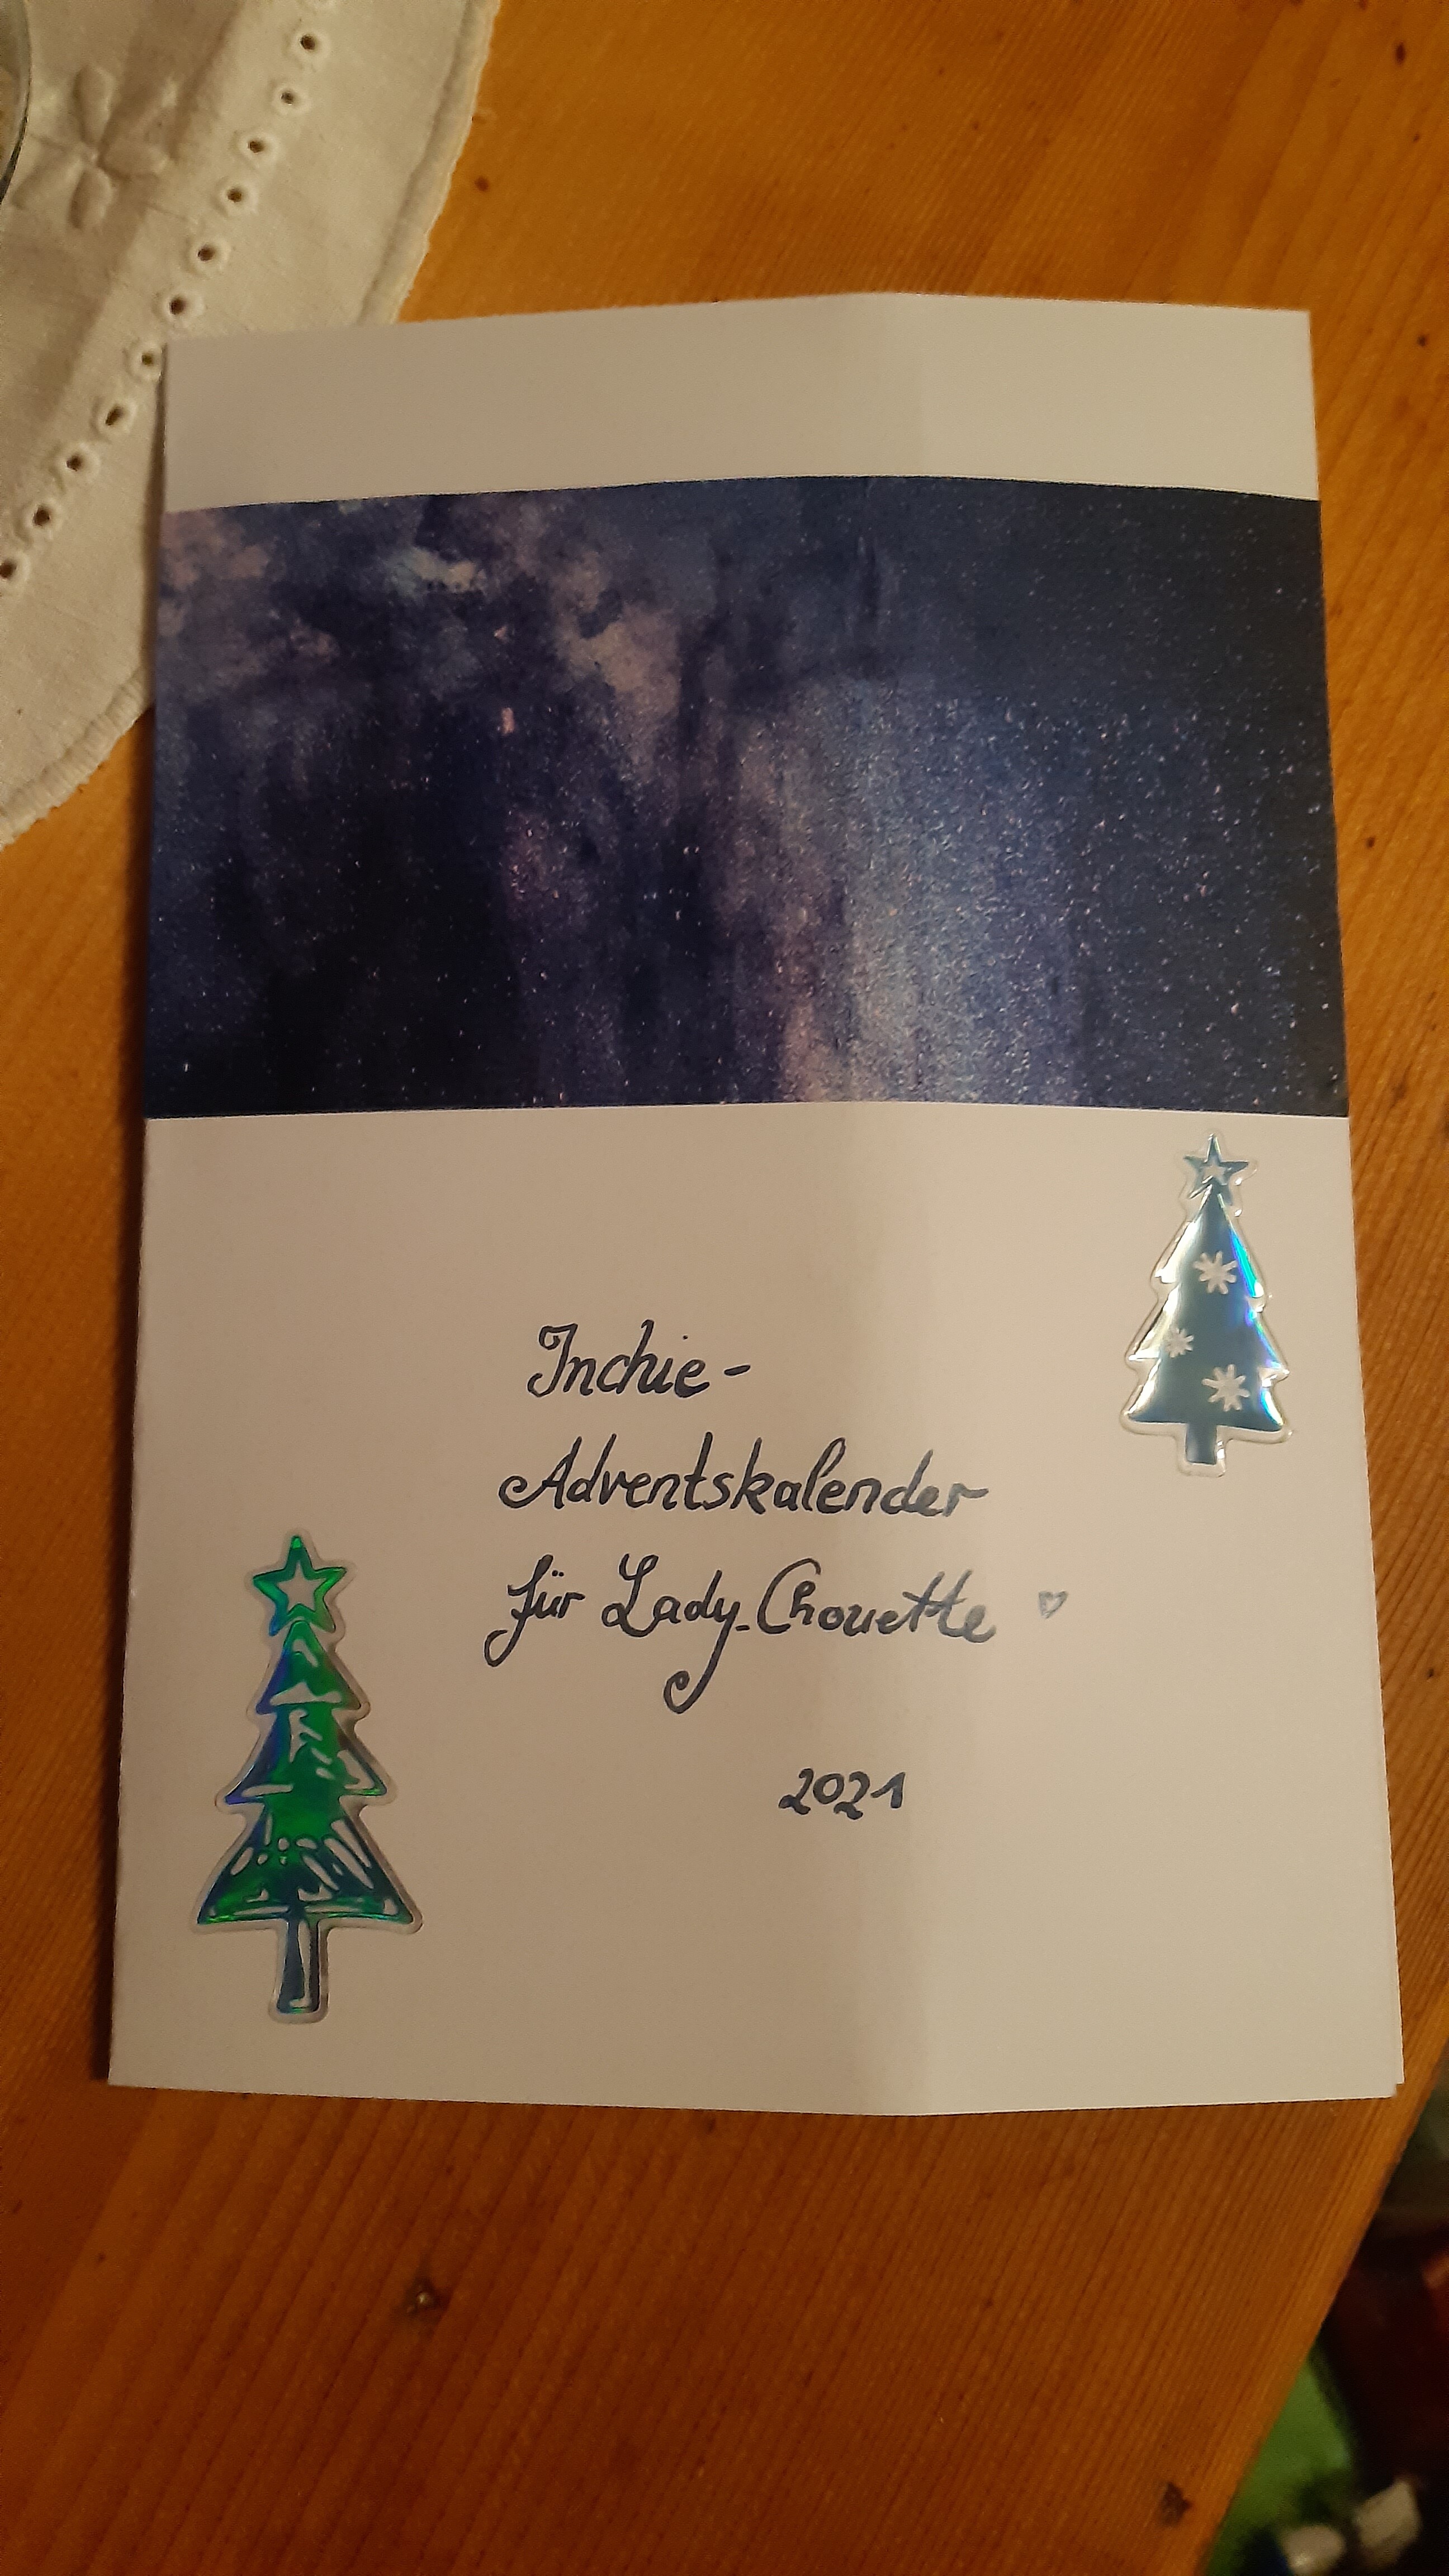 Inchie-
Adventskalender
für Lady_Chouette ♡
2021